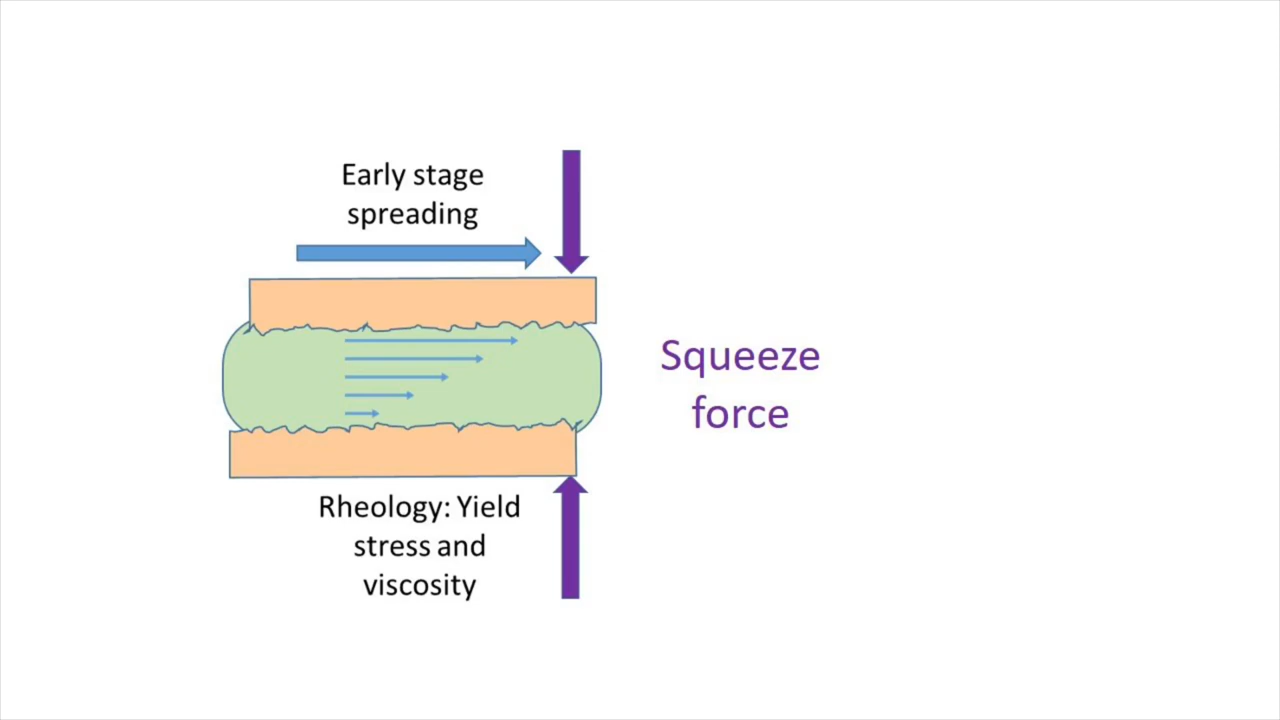 Early stage
spreading
Squeeze
force
Rheology: Yield
stress and
viscosity